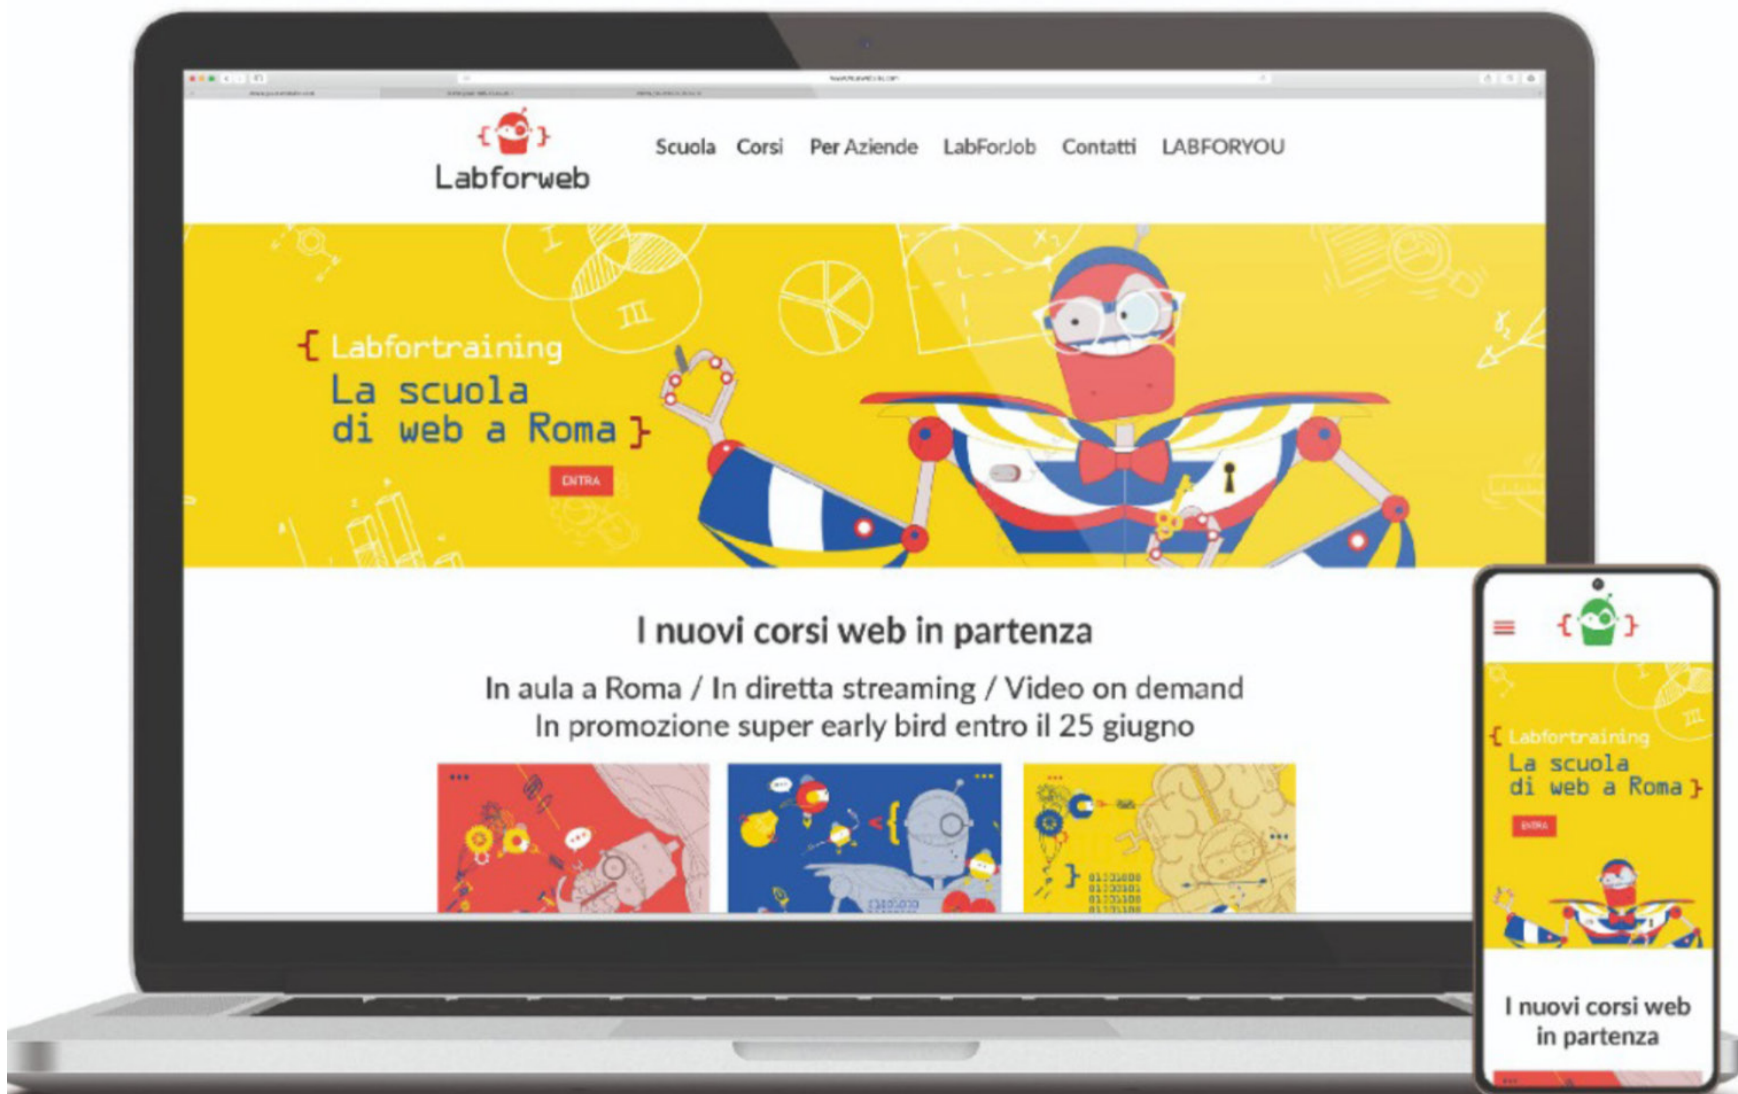 Labforweb
Scuola Corsi Per Aziende LabForJob Contatti LABFORYOU
I
III
X
{ Labfortraining
La scuola
di web a Roma }
ENTRA
I nuovi corsi web in partenza
In aula a Roma / In diretta streaming / Video on demand
In promozione super early bird entro il 25 giugno
III
{ Labfortraining
La scuola
di web a Roma }
ENTRA
I nuovi corsi web
in partenza